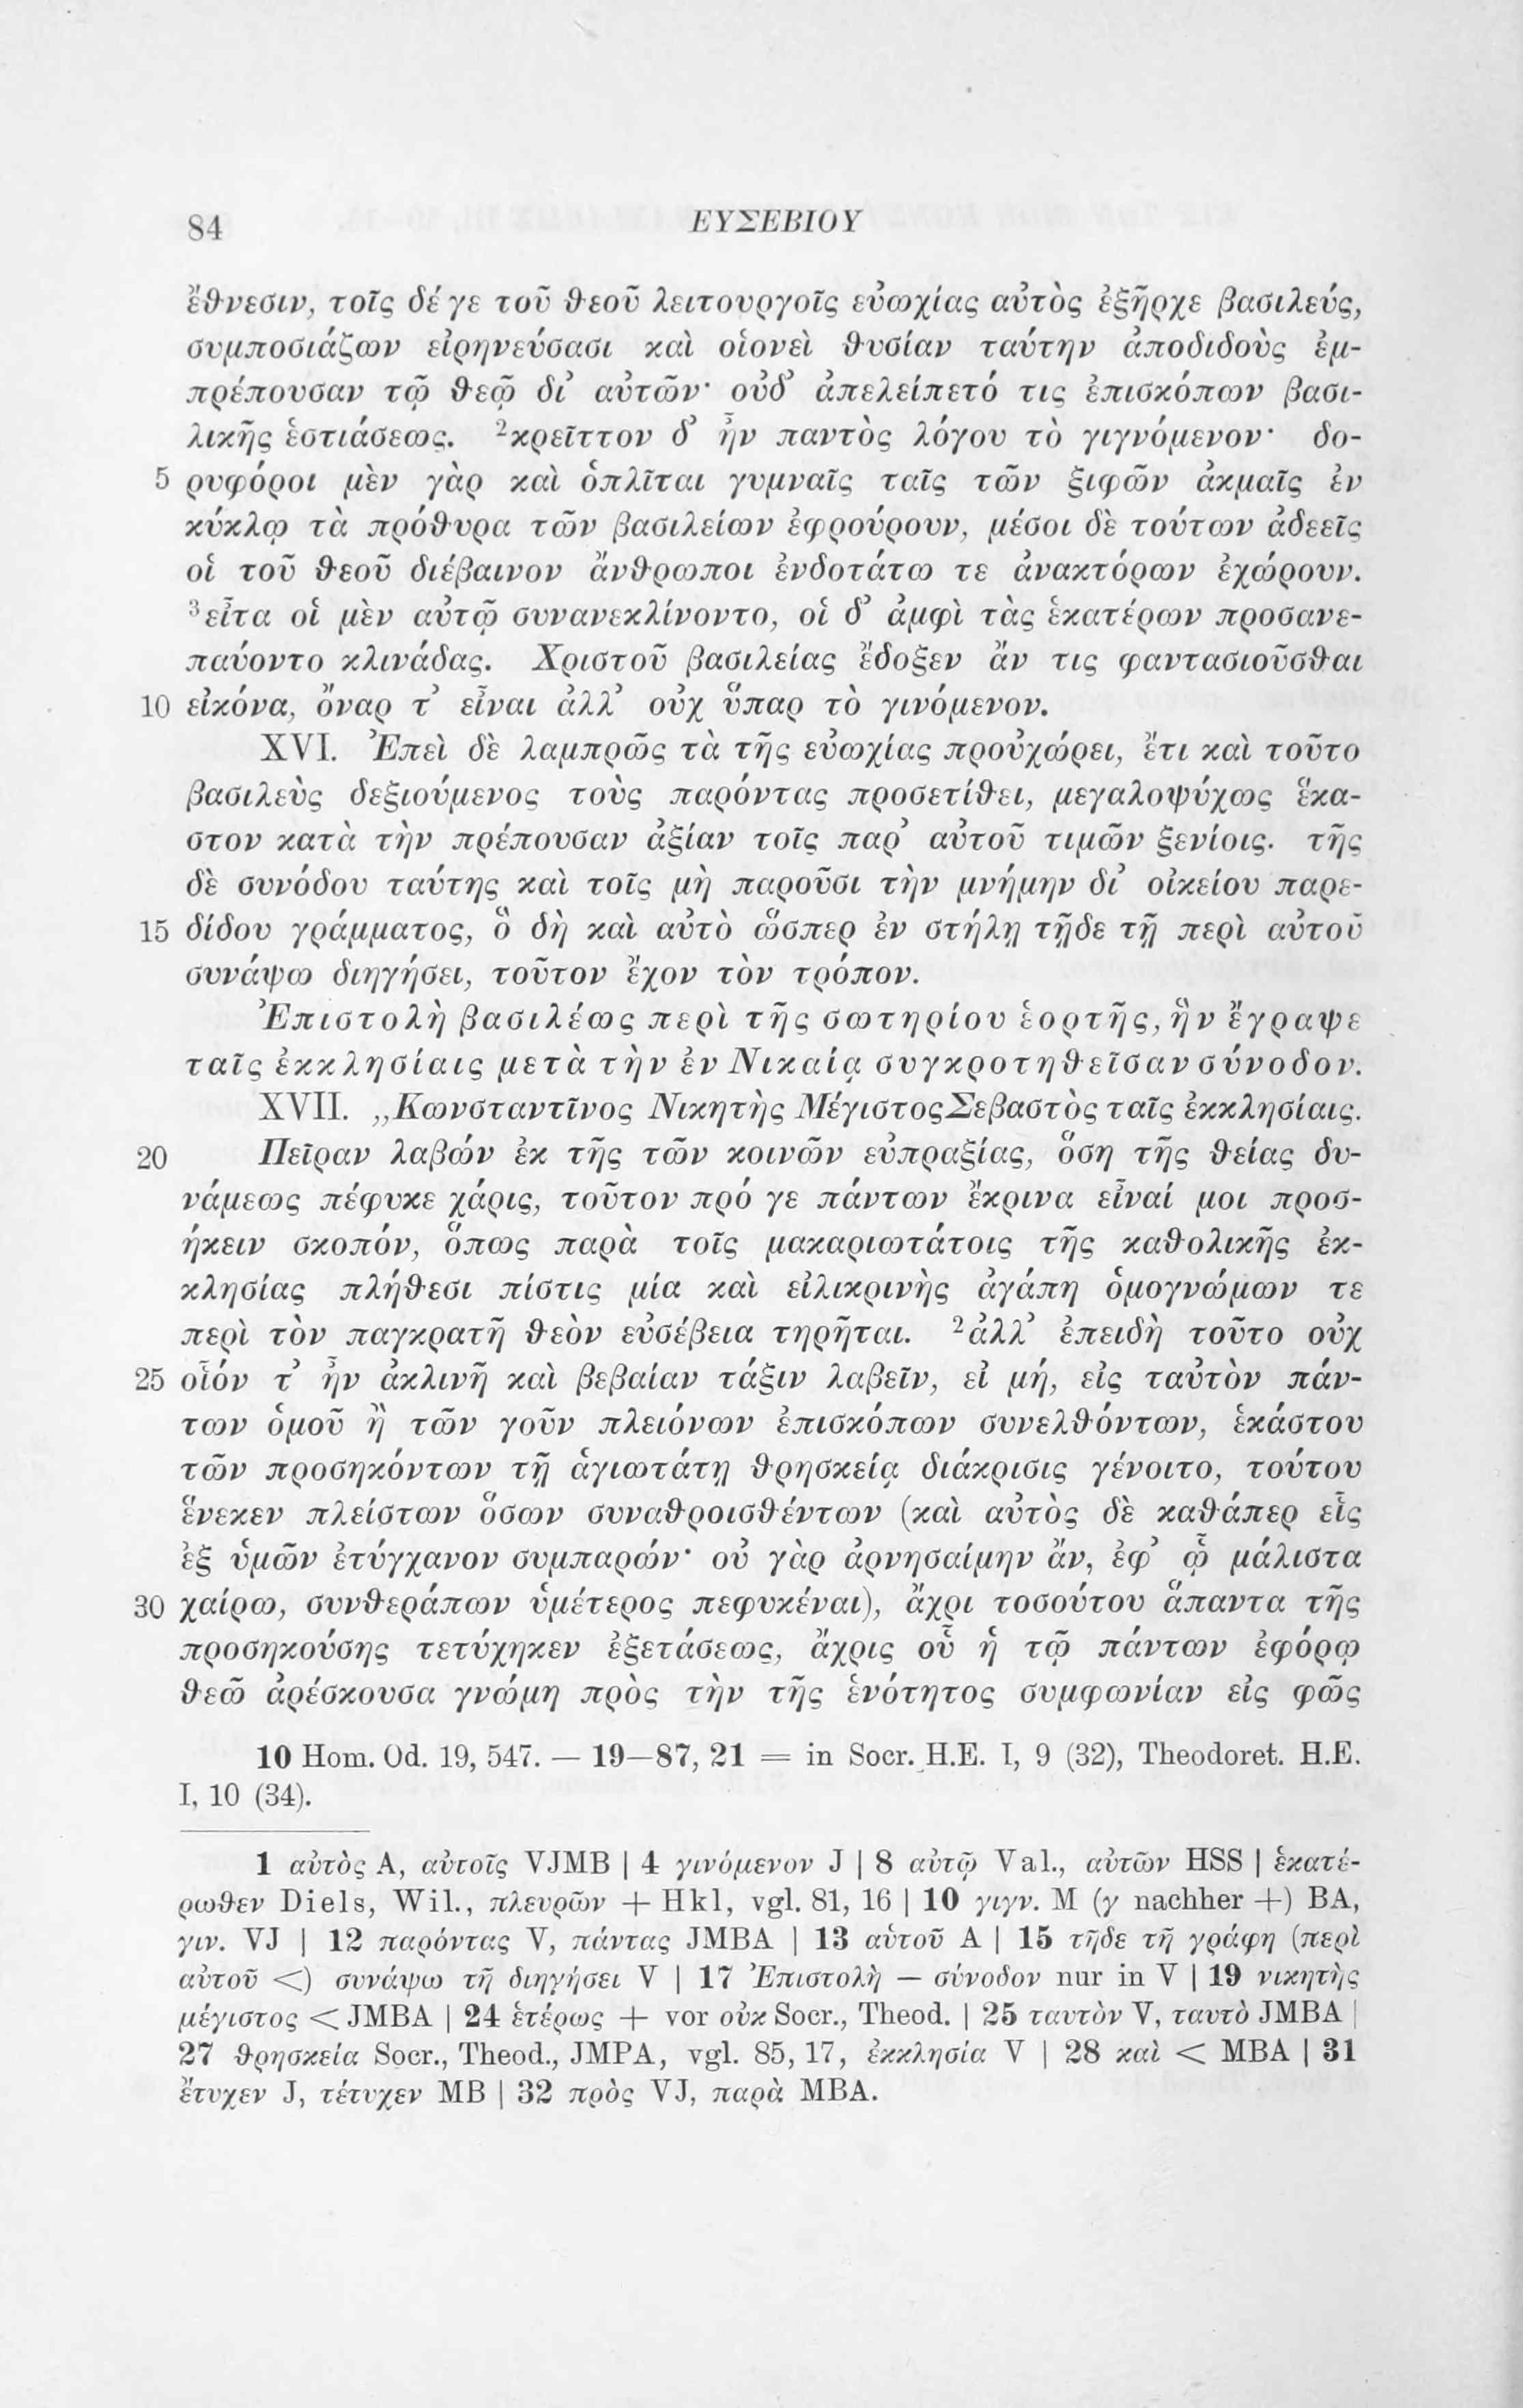 84 ΕΥΣΕΒΙΟΥ
ἔθνεσιν, τοῖς δέ γε τοῦ θεοῦ λειτουργοῖς εὐωχίας αὐτὸς ἐξῆρχε βασιλεύς,
συμποσιάζων εἰρηνεύσασι καὶ οἱονεὶ θυσίαν ταύτην ἀποδιδοὺς ἐμ-
πρέπουσαν τῷ θεῷ δι’ αὐτῶν· οὐδ’ ἀπελείπετό τις ἐπισκόπων βασι-
λικῆς ἑστιάσεως. ²κρεῖττον δ’ ἦν παντὸς λόγου τὸ γιγνόμενον· δο-
5 ρυφόροι μὲν γὰρ καὶ ὁπλῖται γυμναῖς ταῖς τῶν ξιφῶν ἀκμαῖς ἐν
κύκλῳ τὰ πρόθυρα τῶν βασιλείων ἐφρούρουν, μέσοι δὲ τούτων ἀδεεῖς
οἱ τοῦ θεοῦ διέβαινον ἄνθρωποι ἐνδοτάτω τε ἀνακτόρων ἐχώρουν.
³εἶτα οἱ μὲν αὐτῷ συνανεκλίνοντο, οἱ δ’ ἀμφὶ τὰς ἑκατέρων προσανε-
παύοντο κλινάδας. Χριστοῦ βασιλείας ἔδοξεν ἄν τις φαντασιοῦσθαι
10 εἰκόνα, ὄναρ τ’ εἶναι ἀλλ’ οὐχ ὕπαρ τὸ γινόμενον.
XVI. Ἐπεὶ δὲ λαμπρῶς τὰ τῆς εὐωχίας προὐχώρει, ἔτι καὶ τοῦτο
βασιλεὺς δεξιούμενος τοὺς παρόντας προσετίθει, μεγαλοψύχως ἕκα-
στον κατὰ τὴν πρέπουσαν ἀξίαν τοῖς παρ’ αὐτοῦ τιμῶν ξενίοις. τῆς
δὲ συνόδου ταύτης καὶ τοῖς μὴ παροῦσι τὴν μνήμην δι’ οἰκείου παρε-
15 δίδου γράμματος, ὃ δὴ καὶ αὐτὸ ὥσπερ ἐν στήλῃ τῇδε τῇ περὶ αὐτοῦ
συνάψω διηγήσει, τοῦτον ἔχον τὸν τρόπον.
Ἐπιστολὴ βασιλέως περὶ τῆς σωτηρίου ἑορτῆς, ἣν ἔγραψε
ταῖς ἐκκλησίαις μετὰ τὴν ἐν Νικαίᾳ συγκροτηθεῖσαν σύνοδον.
XVII. „Κωνσταντῖνος Νικητὴς Μέγιστος Σεβαστὸς ταῖς ἐκκλησίαις.
20 Πεῖραν λαβών ἐκ τῆς τῶν κοινῶν εὐπραξίας, ὅση τῆς θείας δυ-
νάμεως πέφυκε χάρις, τοῦτον πρό γε πάντων ἔκρινα εἶναί μοι προσ-
ήκειν σκοπόν, ὅπως παρὰ τοῖς μακαριωτάτοις τῆς καθολικῆς ἐκ-
κλησίας πλήθεσι πίστις μία καὶ εἰλικρινὴς ἀγάπη ὁμογνώμων τε
περὶ τὸν παγκρατῆ θεὸν εὐσέβεια τηρῆται. ²ἀλλ’ ἐπειδὴ τοῦτο οὐχ
25 οἷόν τ’ ἦν ἀκλινῆ καὶ βεβαίαν τάξιν λαβεῖν, εἰ μή, εἰς ταὐτὸν πάν-
των ὁμοῦ ἢ τῶν γοῦν πλειόνων ἐπισκόπων συνελθόντων, ἑκάστου
τῶν προσηκόντων τῇ ἁγιωτάτῃ θρησκείᾳ διάκρισις γένοιτο, τούτου
ἕνεκεν πλείστων ὅσων συναθροισθέντων (καὶ αὐτὸς δὲ καθάπερ εἷς
ἐξ ὑμῶν ἐτύγχανον συμπαρών· οὐ γὰρ ἀρνησαίμην ἄν, ἐφ’ ᾧ μάλιστα
30 χαίρω, συνθεράπων ὑμέτερος πεφυκέναι), ἄχρι τοσούτου ἅπαντα τῆς
προσηκούσης τετύχηκεν ἐξετάσεως, ἄχρις οὗ ἡ τῷ πάντων ἐφόρῳ
θεῷ ἀρέσκουσα γνώμη πρὸς τὴν τῆς ἑνότητος συμφωνίαν εἰς φῶς
10 Hom. Od. 19, 547. — 19—87, 21 = in Socr. H.E. I, 9 (32), Theodoret. H.E.
I, 10 (34).
1 αὐτὸς A, αὐτοῖς VJMB | 4 γινόμενον J | 8 αὐτῷ Val., αὐτῶν HSS | ἑκατέ-
ρωθεν Diels, Wil., πλευρῶν + Hkl, vgl. 81, 16 | 10 γιγν. M (γ nachher +) BA,
γιν. VJ | 12 παρόντας V, πάντας JMBA | 13 αὑτοῦ A | 15 τῇδε τῇ γράφῃ (περὶ
αὐτοῦ <) συνάψω τῇ διηγήσει V | 17 Ἐπιστολὴ — σύνοδον nur in V | 19 νικητὴς
μέγιστος < JMBA | 24 ἑτέρως + vor οὐκ Socr., Theod. | 25 ταυτὸν V, ταυτὸ JMBA |
27 θρησκεία Socr., Theod., JMPA, vgl. 85, 17, ἐκκλησία V | 28 καὶ < MBA | 31
ἔτυχεν J, τέτυχεν MB | 32 πρὸς VJ, παρὰ MBA.